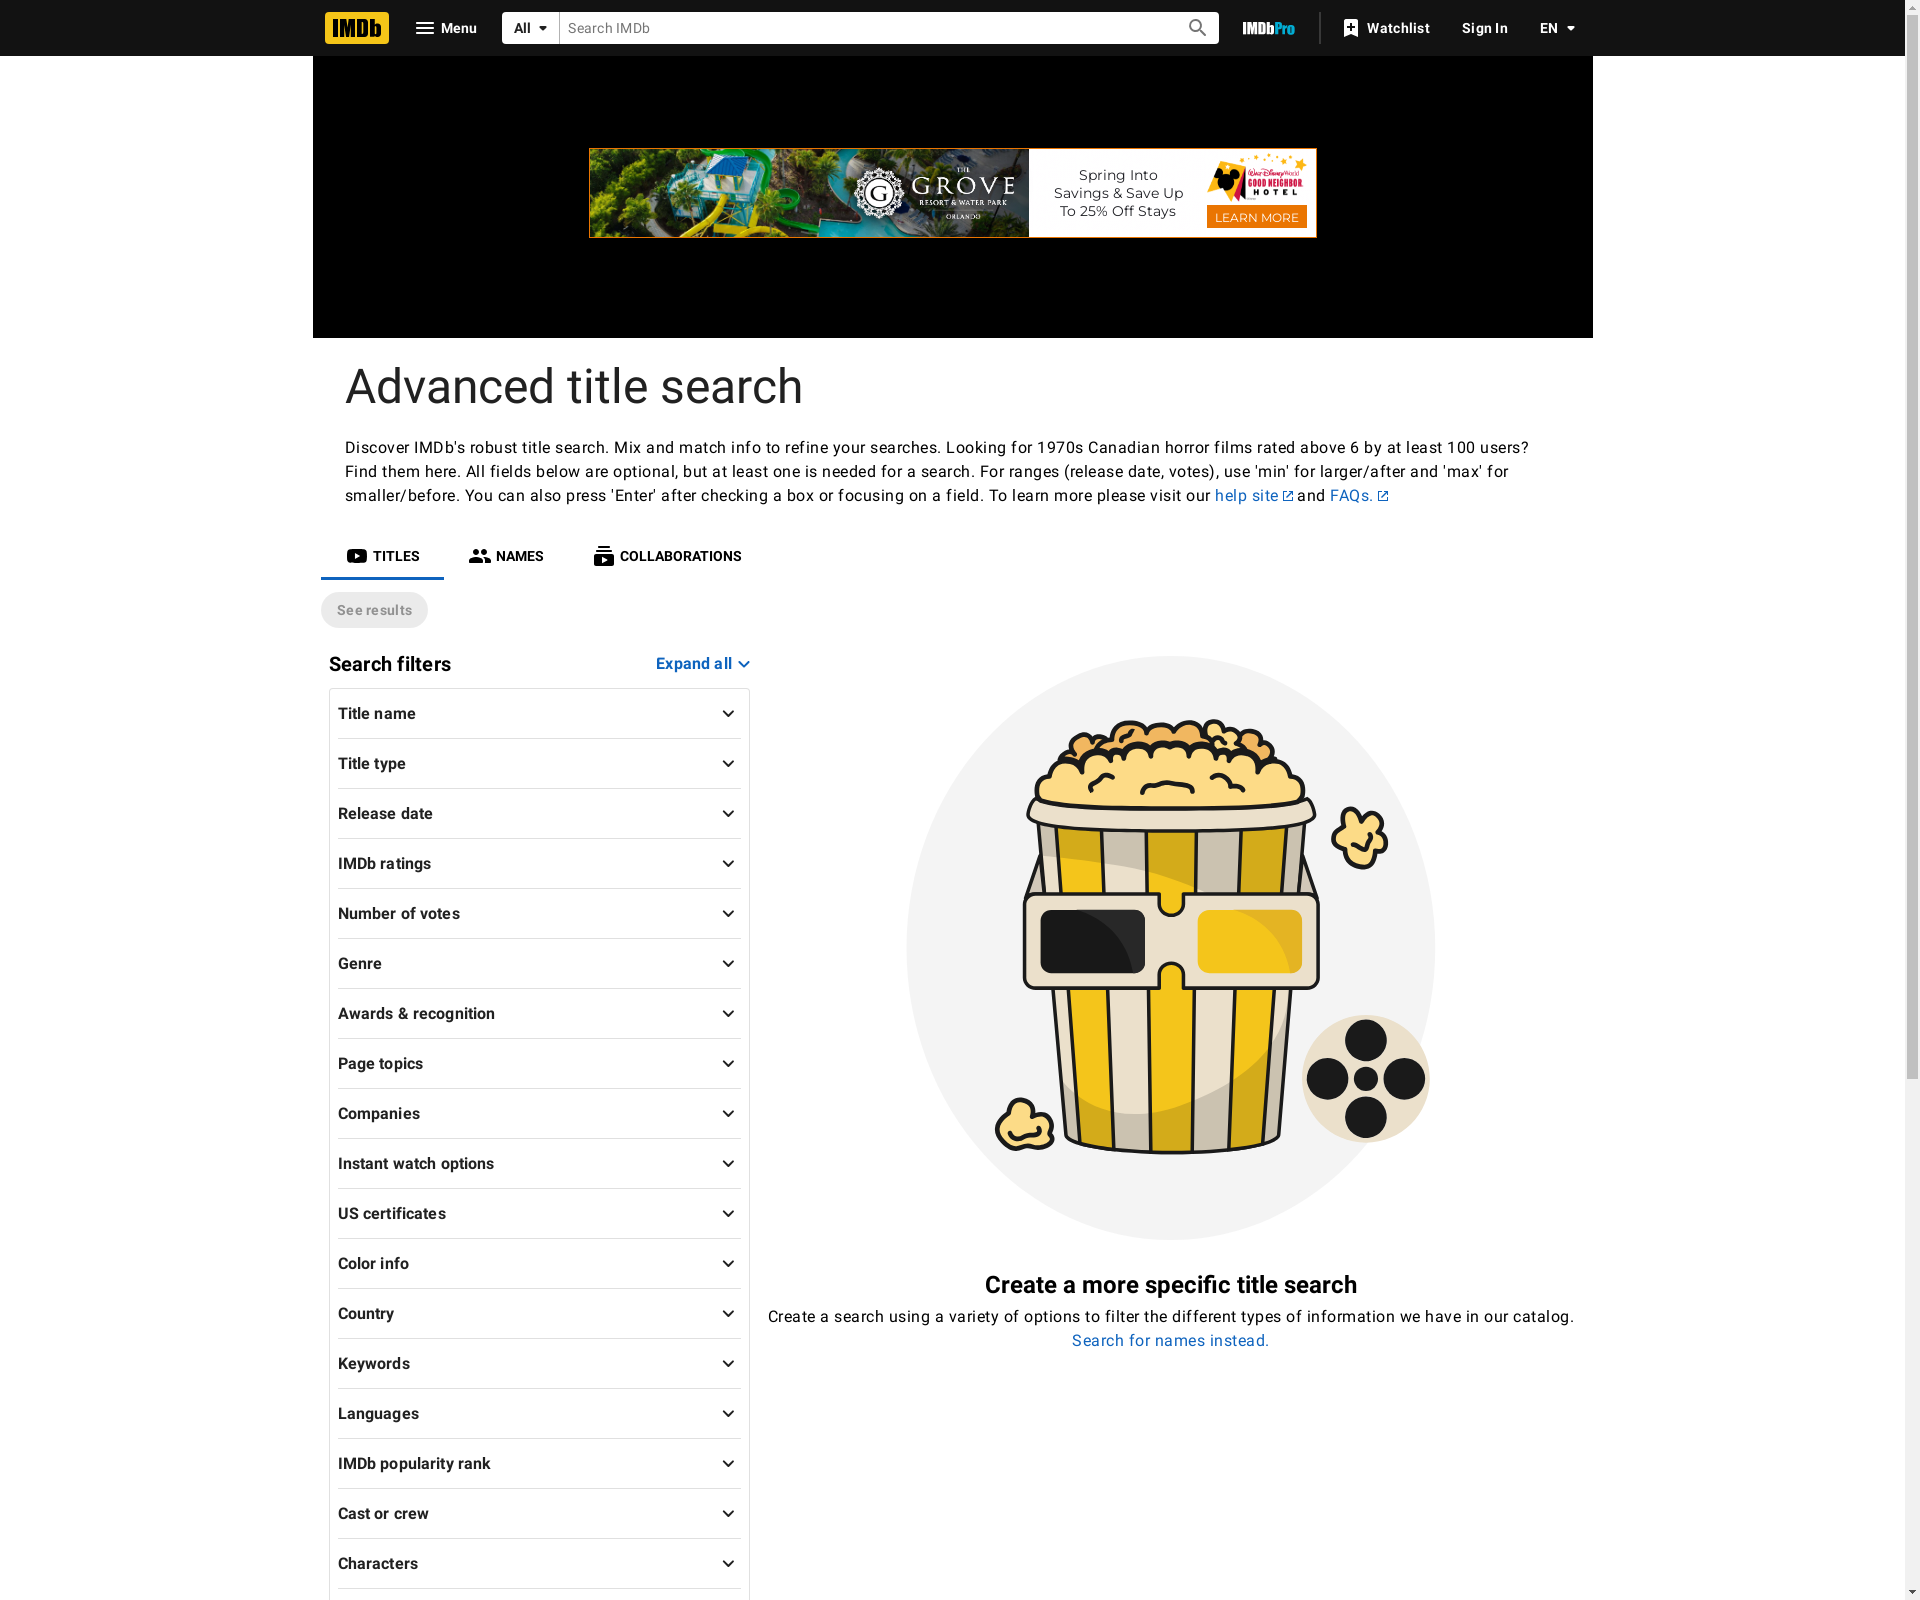 IMDb Menu All Search IMDb IMDbPro Watchlist Sign In EN
THE
GROVE
RESORT & WATER PARK
ORLANDO
Spring Into
Savings & Save Up
To 25% Off Stays
Walt Disney World
GOOD NEIGHBOR
HOTEL
LEARN MORE
Advanced title search
Discover IMDb's robust title search. Mix and match info to refine your searches. Looking for 1970s Canadian horror films rated above 6 by at least 100 users?
Find them here. All fields below are optional, but at least one is needed for a search. For ranges (release date, votes), use 'min' for larger/after and 'max' for
smaller/before. You can also press 'Enter' after checking a box or focusing on a field. To learn more please visit our help site and FAQs.
TITLES NAMES COLLABORATIONS
See results
Search filters Expand all
Title name
Title type
Release date
IMDb ratings
Number of votes
Genre
Awards & recognition
Page topics
Companies
Instant watch options
US certificates
Color info
Country
Keywords
Languages
IMDb popularity rank
Cast or crew
Characters
Create a more specific title search
Create a search using a variety of options to filter the different types of information we have in our catalog.
Search for names instead.